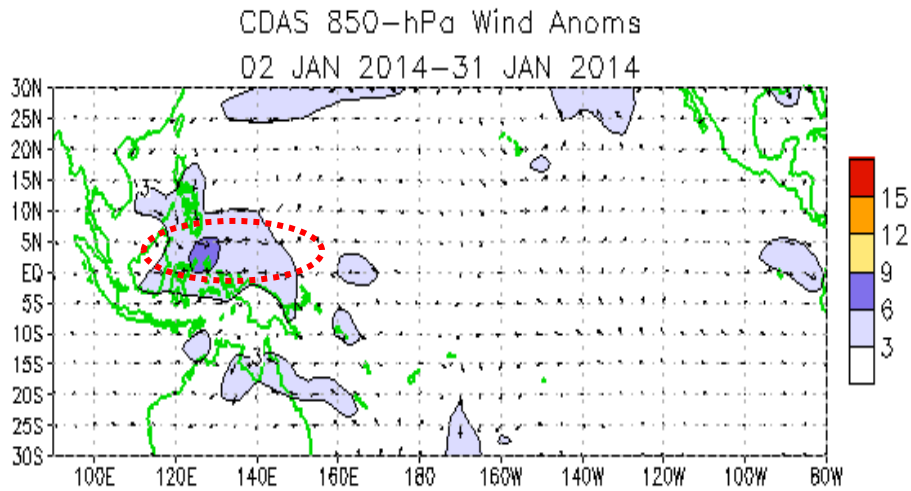 CDAS 850-hPa Wind Anoms
02 JAN 2014-31 JAN 2014
30N
25N
20N
15N
10N
5N
EQ
5S
10S
15S
20S
25S
30S
100E 120E 140E 160E 180 160W 140W 120W 100W 80W
15
12
9
6
3